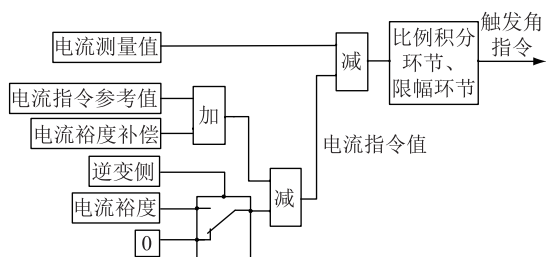 电流测量值
减
比例积分
环节、
限幅环节
触发角
指令
电流指令参考值
加
电流裕度补偿
电流指令值
逆变侧
减
电流裕度
0